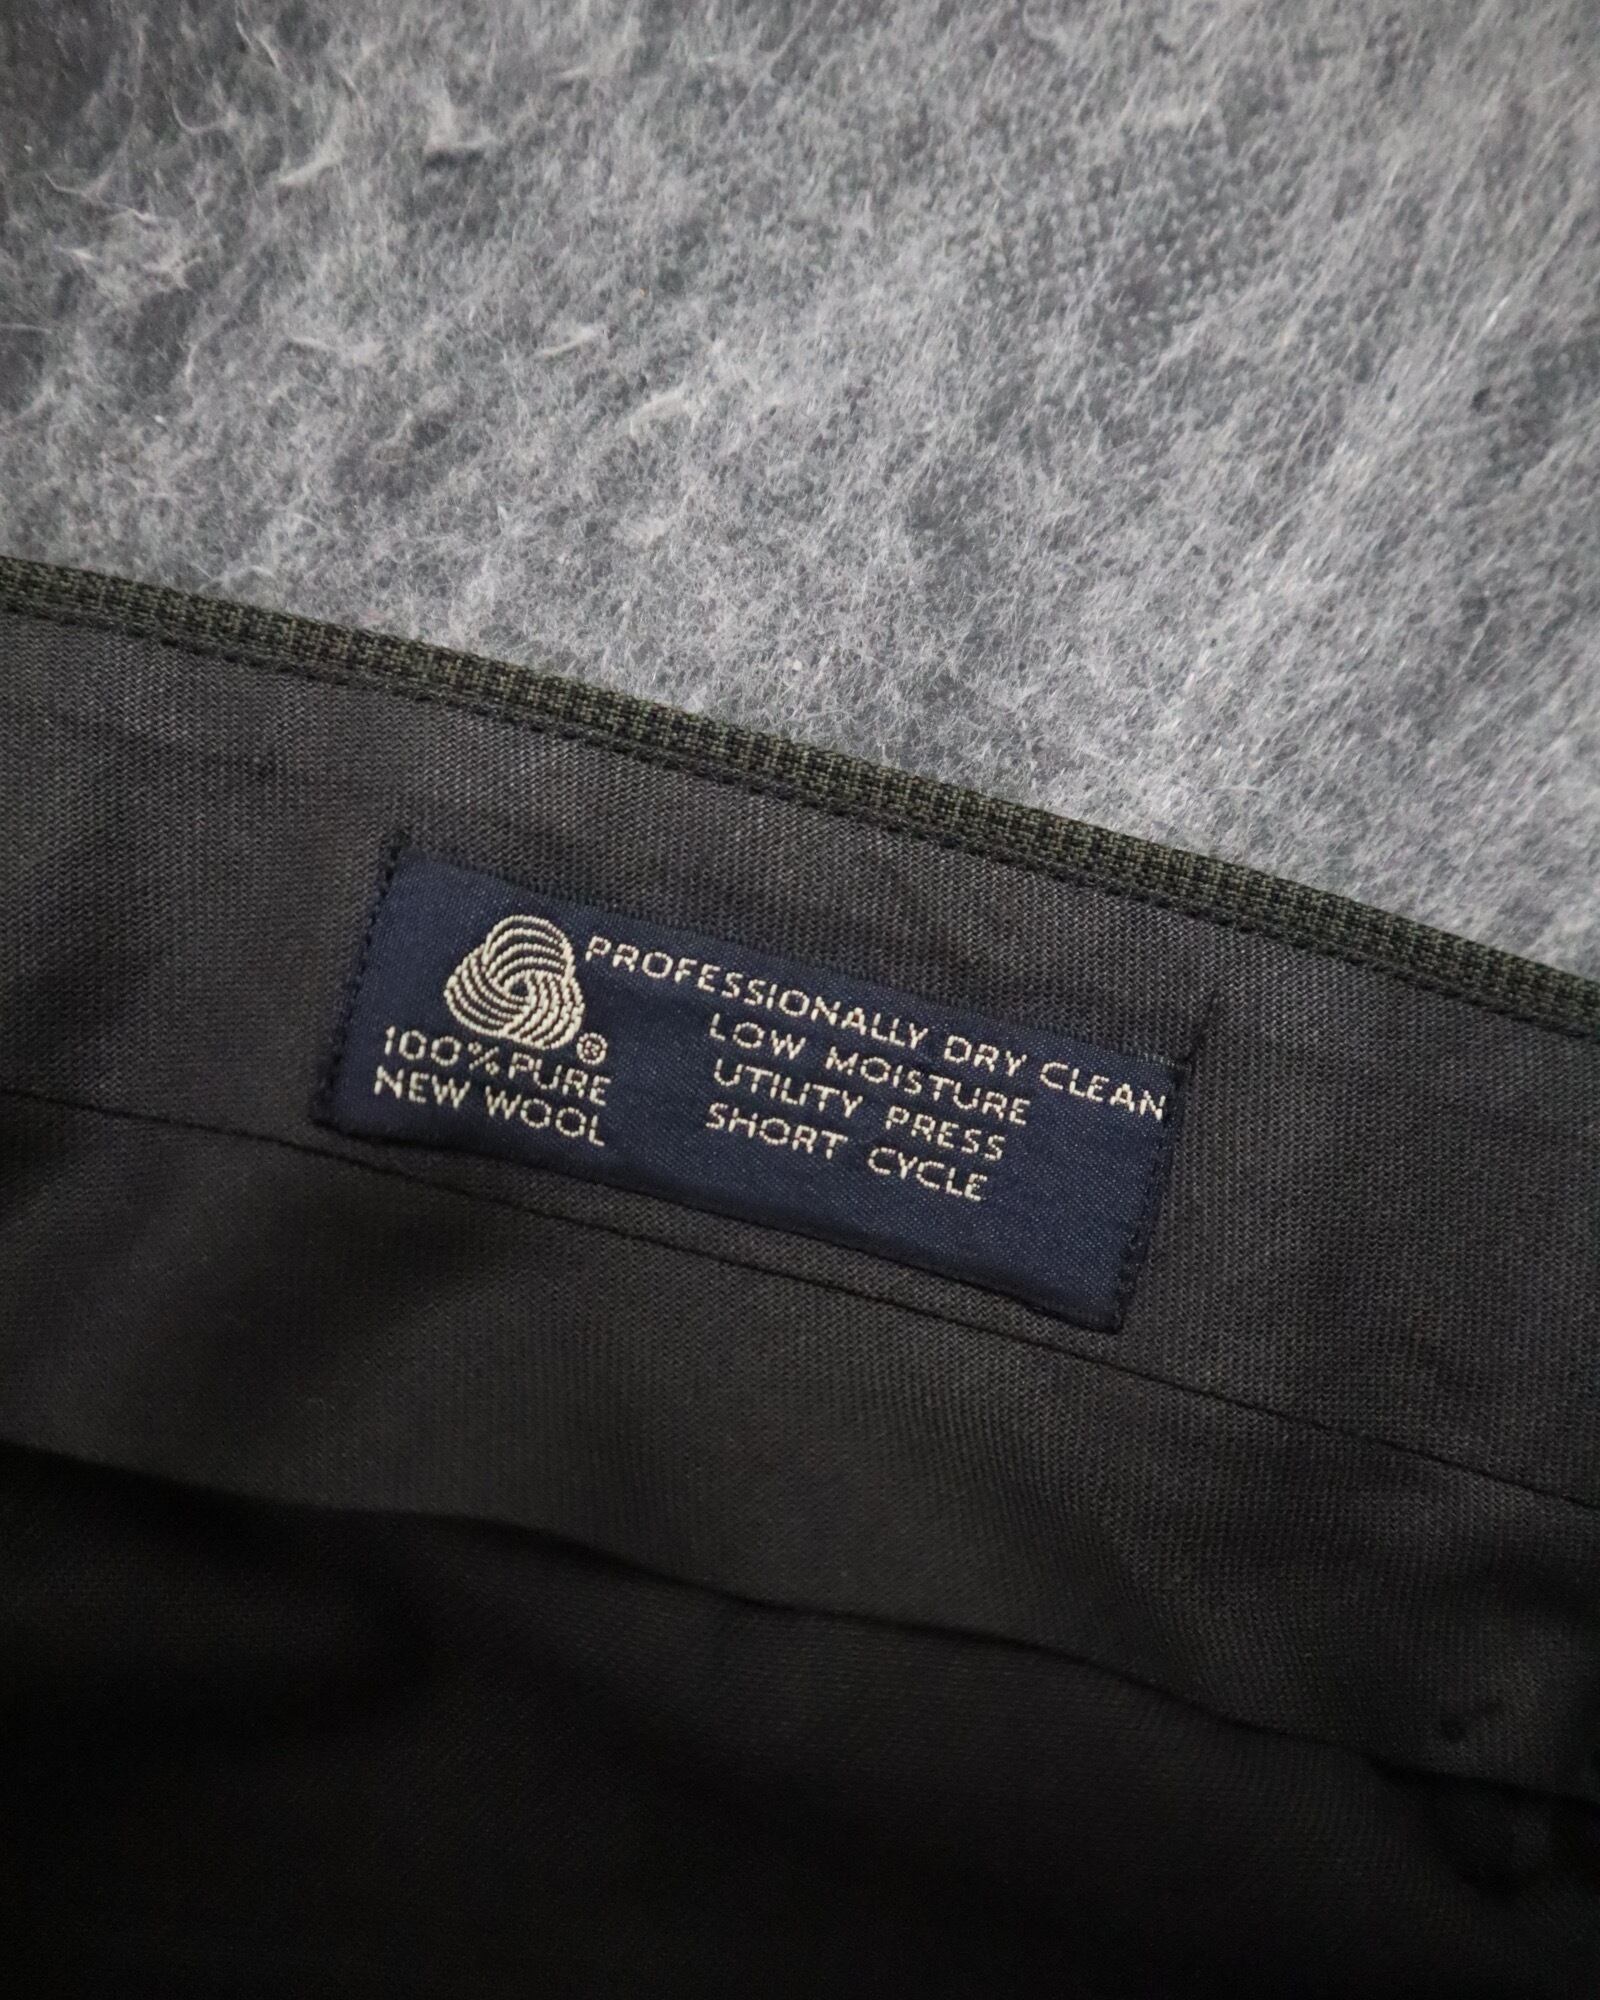 ®
100% PURE
NEW WOOL
PROFESSIONALLY DRY CLEAN
LOW MOISTURE
UTILITY PRESS
SHORT CYCLE